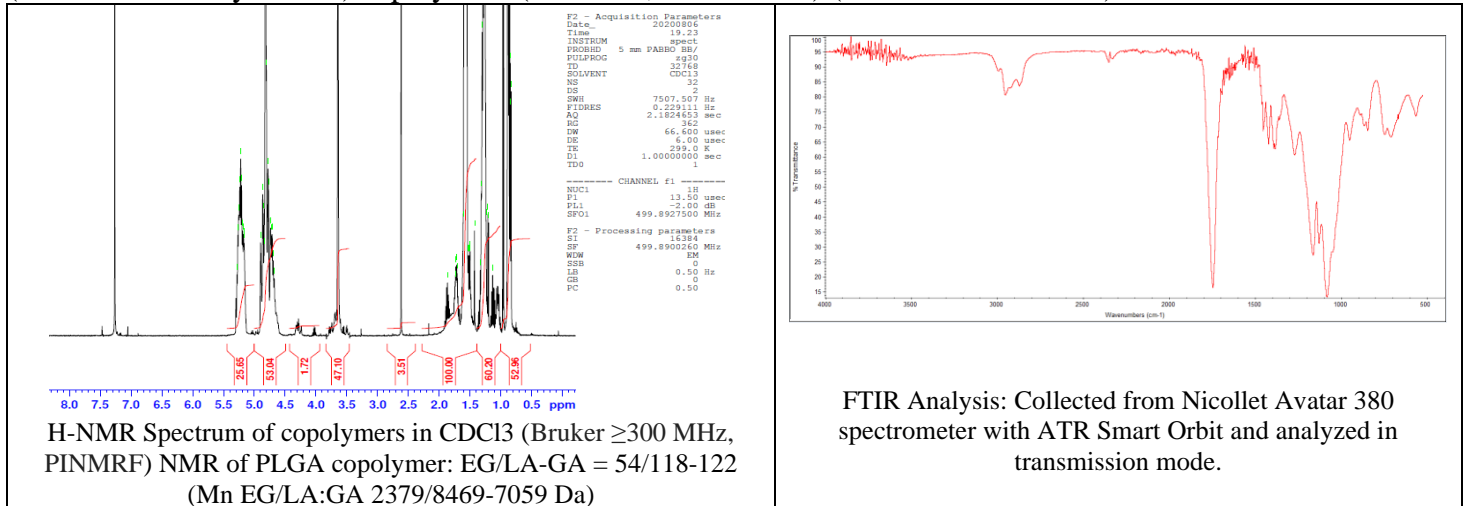 F2 - Acquisition Parameters
Date_ 20200806
Time 19.23
INSTRUM spect
PROBHD 5 mm PABBO BB/
PULPROG zg30
TD 32768
SOLVENT CDCl3
NS 32
DS 2
SWH 7507.507 Hz
FIDRES 0.229111 Hz
AQ 2.1824653 sec
RG 362
DW 66.600 usec
DE 6.00 usec
TE 299.0 K
D1 1.00000000 sec
TD0 1
======== CHANNEL f1 ========
NUC1 1H
P1 13.50 usec
PL1 -2.00 dB
SFO1 499.8927500 MHz
F2 - Processing parameters
SI 16384
SF 499.8900260 MHz
WDW EM
SSB 0
LB 0.50 Hz
GB 0
PC 0.50
25.65 53.04 1.72 47.10 3.51 100.00 60.20 52.96
8.0 7.5 7.0 6.5 6.0 5.5 5.0 4.5 4.0 3.5 3.0 2.5 2.0 1.5 1.0 0.5 ppm
H-NMR Spectrum of copolymers in CDCl3 (Bruker ≥300 MHz,
PINMRF) NMR of PLGA copolymer: EG/LA-GA = 54/118-122
(Mn EG/LA:GA 2379/8469-7059 Da)
% Transmittance
100
95
90
85
80
75
70
65
60
55
50
45
40
35
30
25
20
15
4000 3500 3000 2500 2000 1500 1000 500
Wavenumbers (cm-1)
FTIR Analysis: Collected from Nicollet Avatar 380
spectrometer with ATR Smart Orbit and analyzed in
transmission mode.